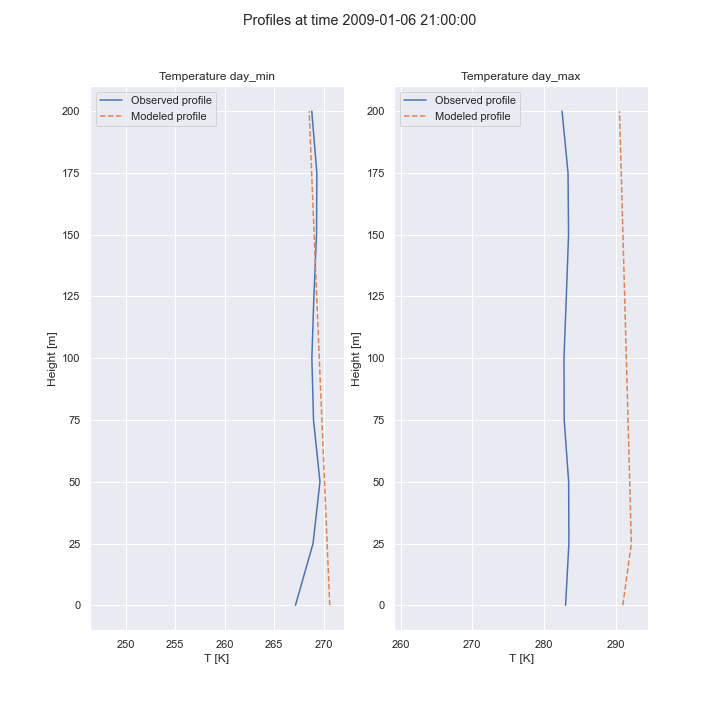 Profiles at time 2009-01-06 21:00:00
Temperature day_min
Observed profile
Modeled profile
200
175
150
125
100
75
50
25
0
Height [m]
250
255
260
265
270
T [K]
Temperature day_max
Observed profile
Modeled profile
200
175
150
125
100
75
50
25
0
Height [m]
260
270
280
290
T [K]